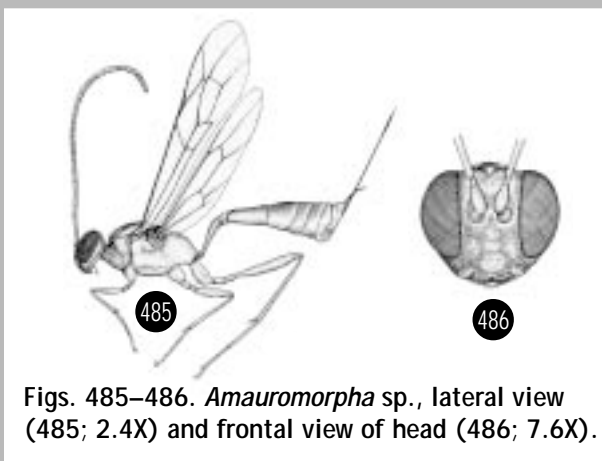 485
486
Figs. 485–486. Amauromorpha sp., lateral view
(485; 2.4X) and frontal view of head (486; 7.6X).